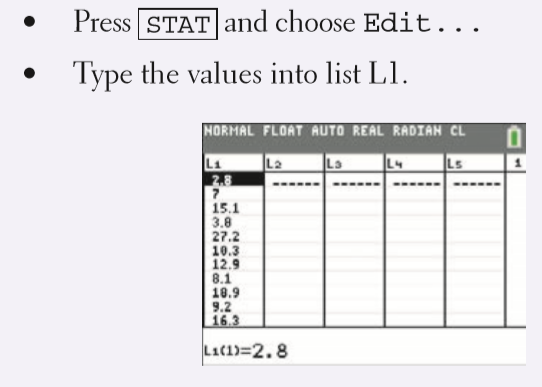 • Press STAT and choose Edit...
• Type the values into list L1.
NORMAL FLOAT AUTO REAL RADIAN CL
L1 L2 L3 L4 L5 1
2.8 ------ ------ ------ ------
7
15.1
3.8
27.2
10.3
12.9
8.1
18.9
9.2
16.3
L1(1)=2.8